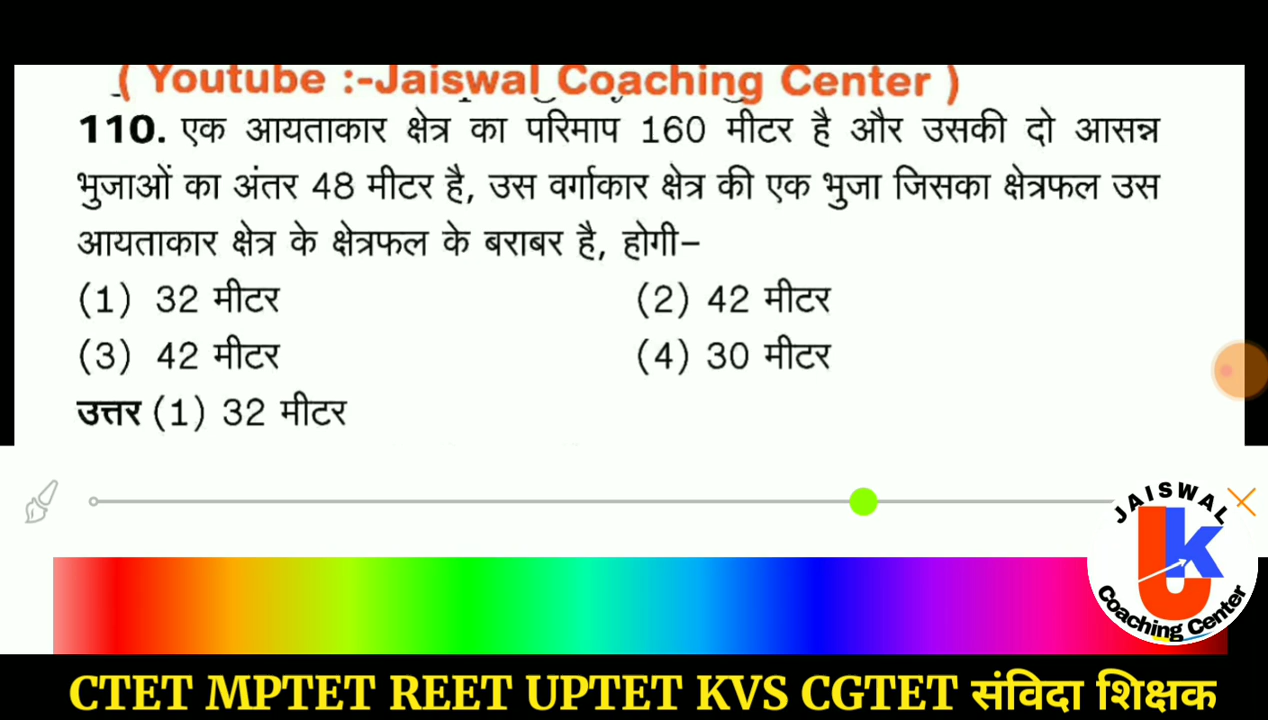 ( Youtube :-Jaiswal Coaching Center )
110. एक आयताकार क्षेत्र का परिमाप 160 मीटर है और उसकी दो आसन्न
भुजाओं का अंतर 48 मीटर है, उस वर्गाकार क्षेत्र की एक भुजा जिसका क्षेत्रफल उस
आयताकार क्षेत्र के क्षेत्रफल के बराबर है, होगी–
(1) 32 मीटर (2) 42 मीटर
(3) 42 मीटर (4) 30 मीटर
उत्तर (1) 32 मीटर
JAISWAL
JK
Coaching Center
CTET MPTET REET UPTET KVS CGTET संविदा शिक्षक